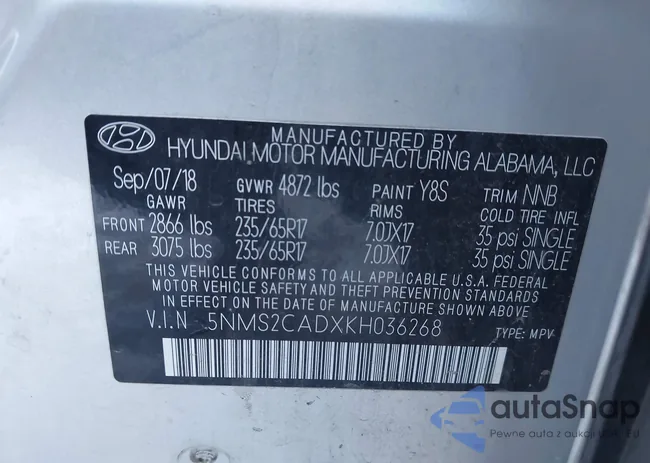 MANUFACTURED BY
HYUNDAI MOTOR MANUFACTURING ALABAMA, LLC
Sep/07/18 GVWR 4872 lbs PAINT Y8S TRIM NNB
GAWR TIRES RIMS COLD TIRE INFL
FRONT 2866 lbs 235/65R17 7.0JX17 35 psi SINGLE
REAR 3075 lbs 235/65R17 7.0JX17 35 psi SINGLE
THIS VEHICLE CONFORMS TO ALL APPLICABLE U.S.A. FEDERAL
MOTOR VEHICLE SAFETY AND THEFT PREVENTION STANDARDS
IN EFFECT ON THE DATE OF MANUFACTURE SHOWN ABOVE
V.I.N 5NMS2CADXKH036268 TYPE: MPV
autoSnap
Pewne auta z aukcji